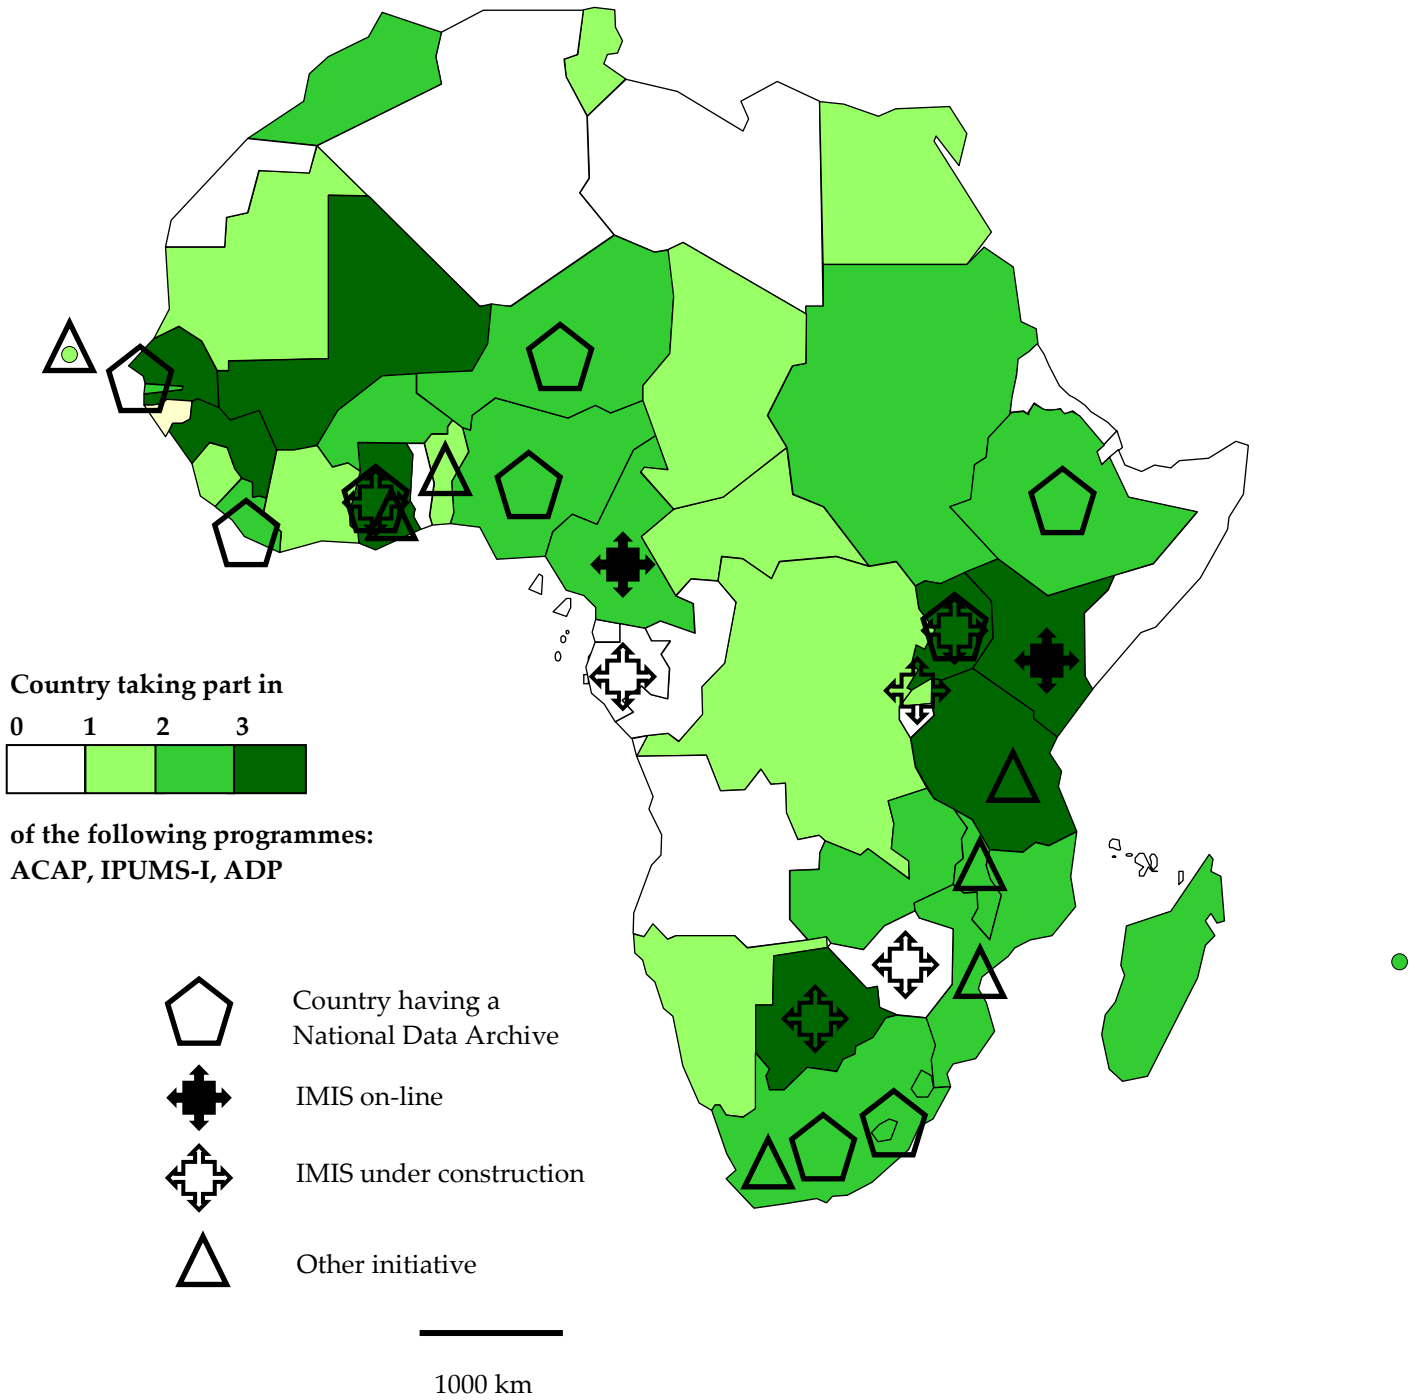 Country taking part in
0 1 2 3
of the following programmes:
ACAP, IPUMS-I, ADP
Country having a
National Data Archive
IMIS on-line
IMIS under construction
Other initiative
1000 km